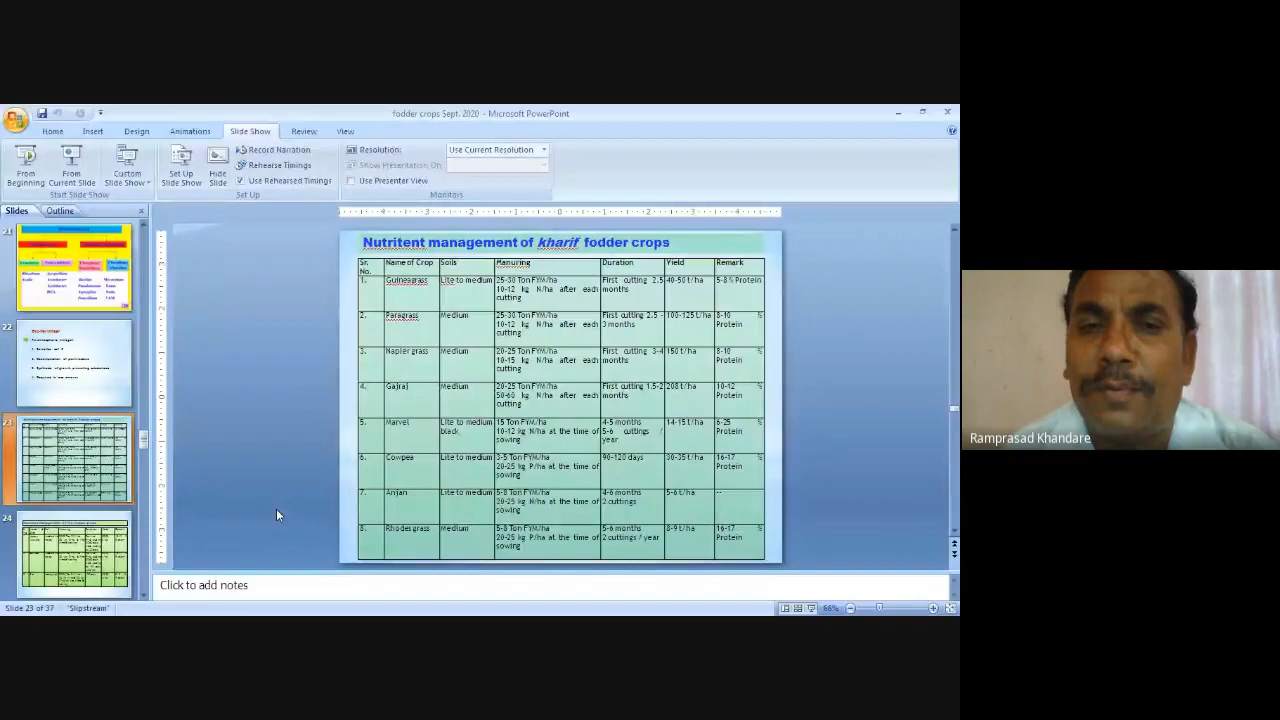 fodder crops Sept. 2020 - Microsoft PowerPoint
Home Insert Design Animations Slide Show Review View
From Beginning
From Current Slide
Custom Slide Show
Start Slide Show
Set Up Slide Show
Hide Slide
Record Narration
Rehearse Timings
Use Rehearsed Timings
Set Up
Resolution: Use Current Resolution
Show Presentation On:
Use Presenter View
Monitors
Slides Outline
21
22
23
24
Nutritent management of kharif fodder crops
Sr. No. Name of Crop Soils Manuring Duration Yield Remark
1. Guineagrass Lite to medium 25-30 Ton FYM/ha 10-12 kg N/ha after each cutting First cutting 2.5 months 40-50 t/ha 5-8 % Protein
2. Paragrass Medium 25-30 Ton FYM/ha 10-12 kg N/ha after each cutting First cutting 2.5 - 3 months 100-125 t/ha 8-10 % Protein
3. Napier grass Medium 20-25 Ton FYM/ha 10-15 kg N/ha after each cutting First cutting 3-4 months 150 t/ha 8-10 % Protein
4. Gajraj Medium 20-25 Ton FYM/ha 50-60 kg N/ha after each cutting First cutting 1.5-2 months 208 t/ha 10-12 % Protein
5. Marvel Lite to medium black 15 Ton FYM/ha 10-12 kg N/ha at the time of sowing 4-5 months 5-6 cuttings / year 14-15 t/ha 6-25 % Protein
6. Cowpea Lite to medium 3-5 Ton FYM/ha 20-25 kg P/ha at the time of sowing 90-120 days 30-35 t/ha 16-17 % Protein
7. Anjan Lite to medium 5-8 Ton FYM/ha 20-25 kg N/ha at the time of sowing 4-6 months 2 cuttings 5-6 t/ha --
8. Rhodes grass Medium 5-8 Ton FYM/ha 20-25 kg P/ha at the time of sowing 5-6 months 2 cuttings / year 8-9 t/ha 16-17 % Protein
Click to add notes
Slide 23 of 37 "Slipstream" 66%
Ramprasad Khandare